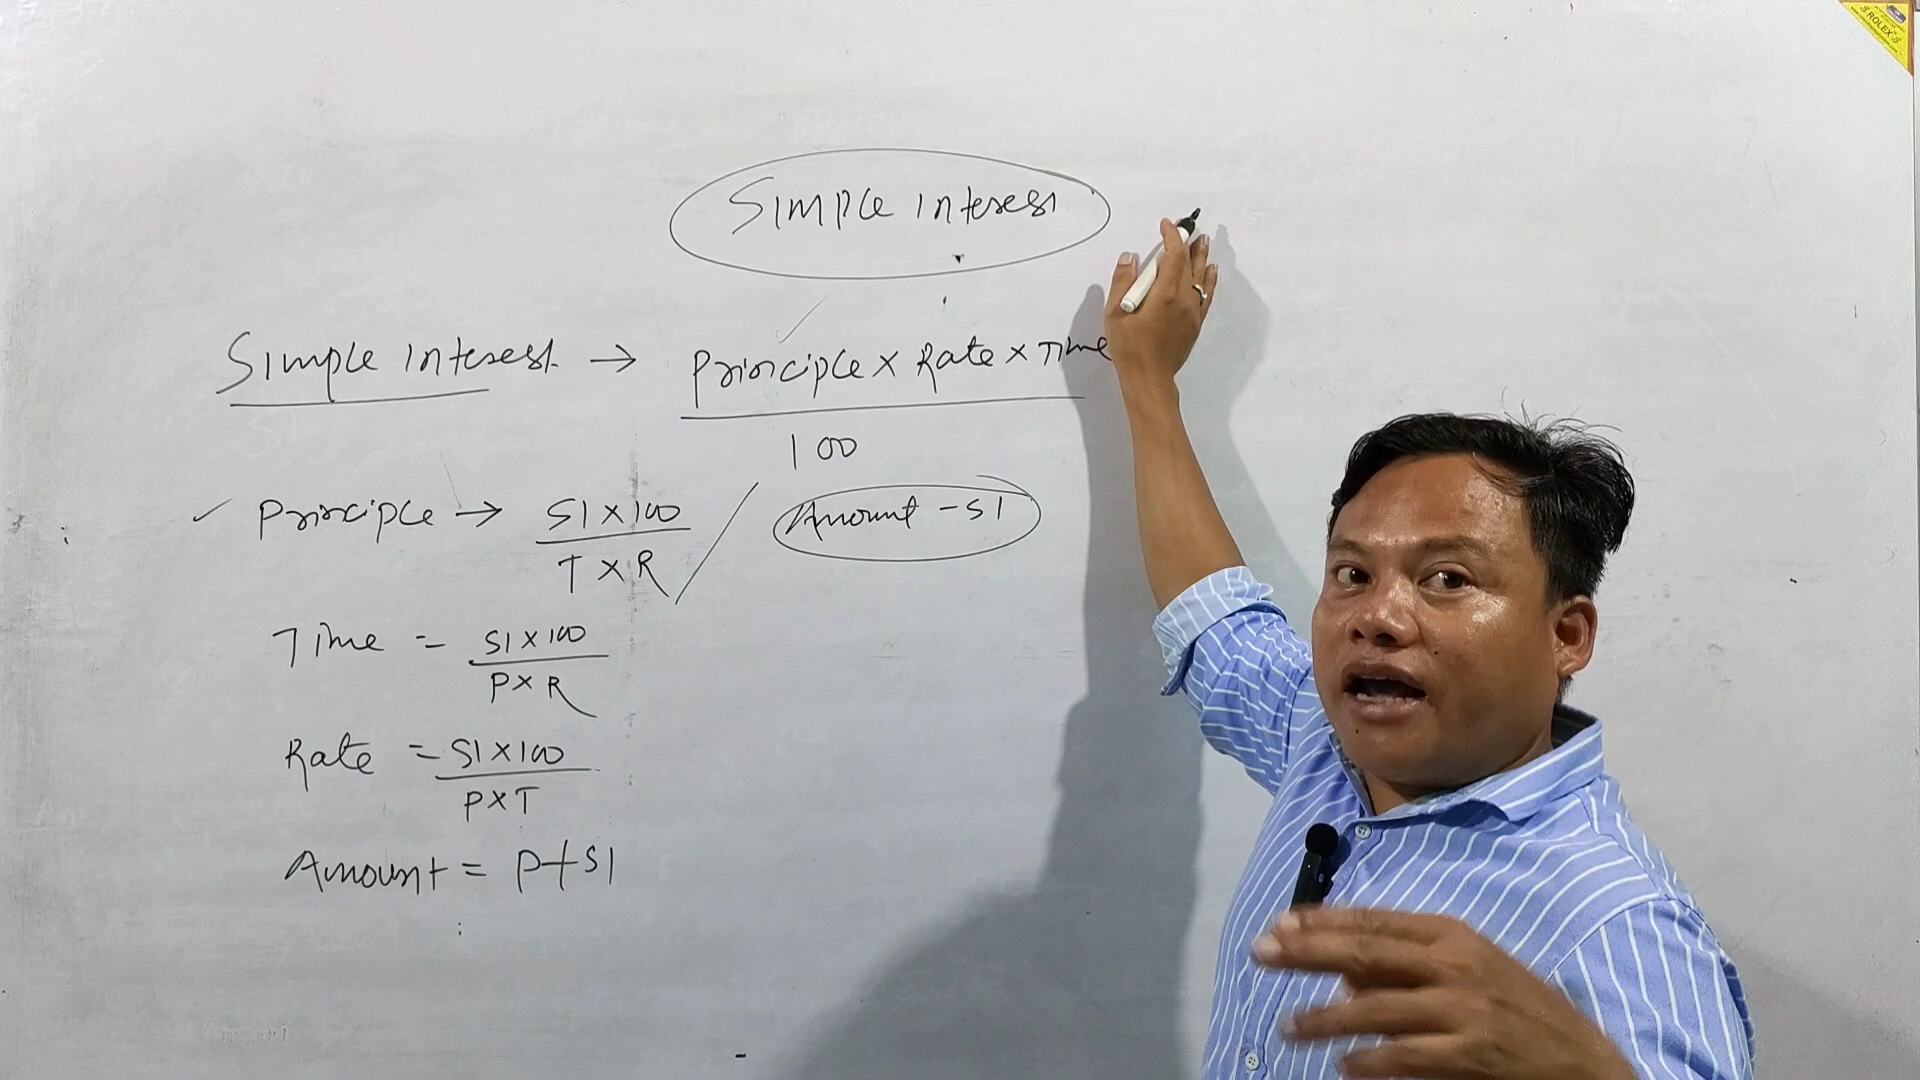 Simple interest
Simple interest → Principle × Rate × Time
100
✓ Principle → SI × 100 / Amount - SI
T × R
Time = SI × 100
P × R
Rate = SI × 100
P × T
Amount = P + SI
ROLEX